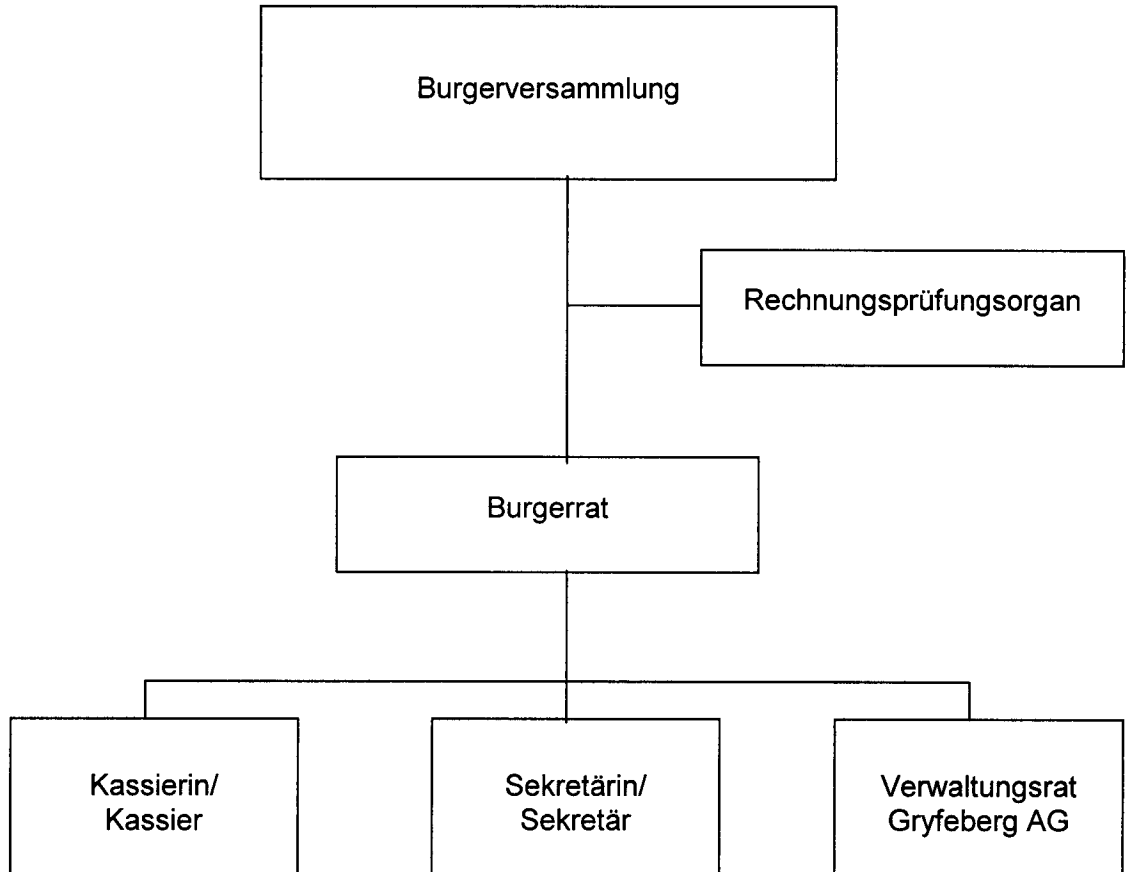 Burgerversammlung
Rechnungsprüfungsorgan
Burgerrat
Kassierin/
Kassier
Sekretärin/
Sekretär
Verwaltungsrat
Gryfeberg AG